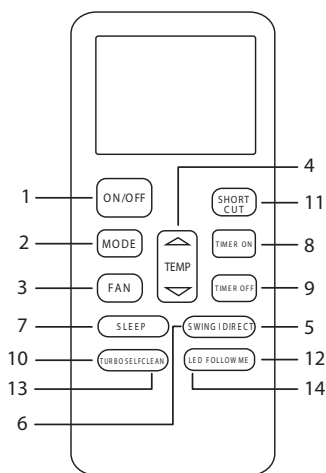 4
1
ON/OFF
SHORT
CUT
11
2
MODE
TEMP
TIMER ON
8
3
FAN
TIMER OFF
9
7
SLEEP
SWING | DIRECT
5
10
TURBO SELFCLEAN
LED FOLLOW ME
12
13
14
6